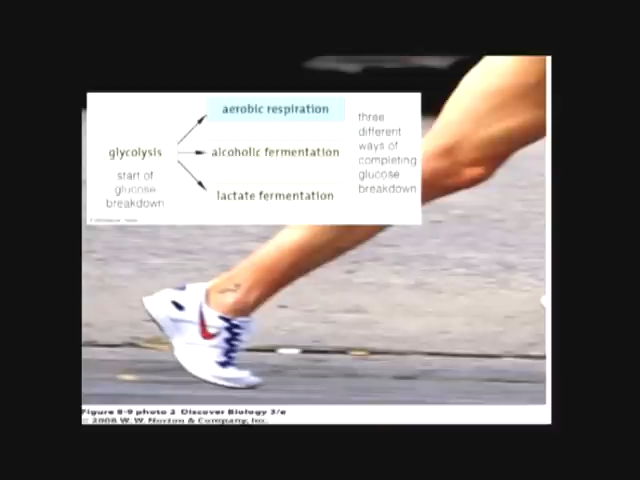 aerobic respiration
glycolysis
alcoholic fermentation
lactate fermentation
start of
glucose
breakdown
three
different
ways of
completing
glucose
breakdown
Figure 8-9 photo 2 Discover Biology 3/e
© 2006 W. W. Norton & Company, Inc.